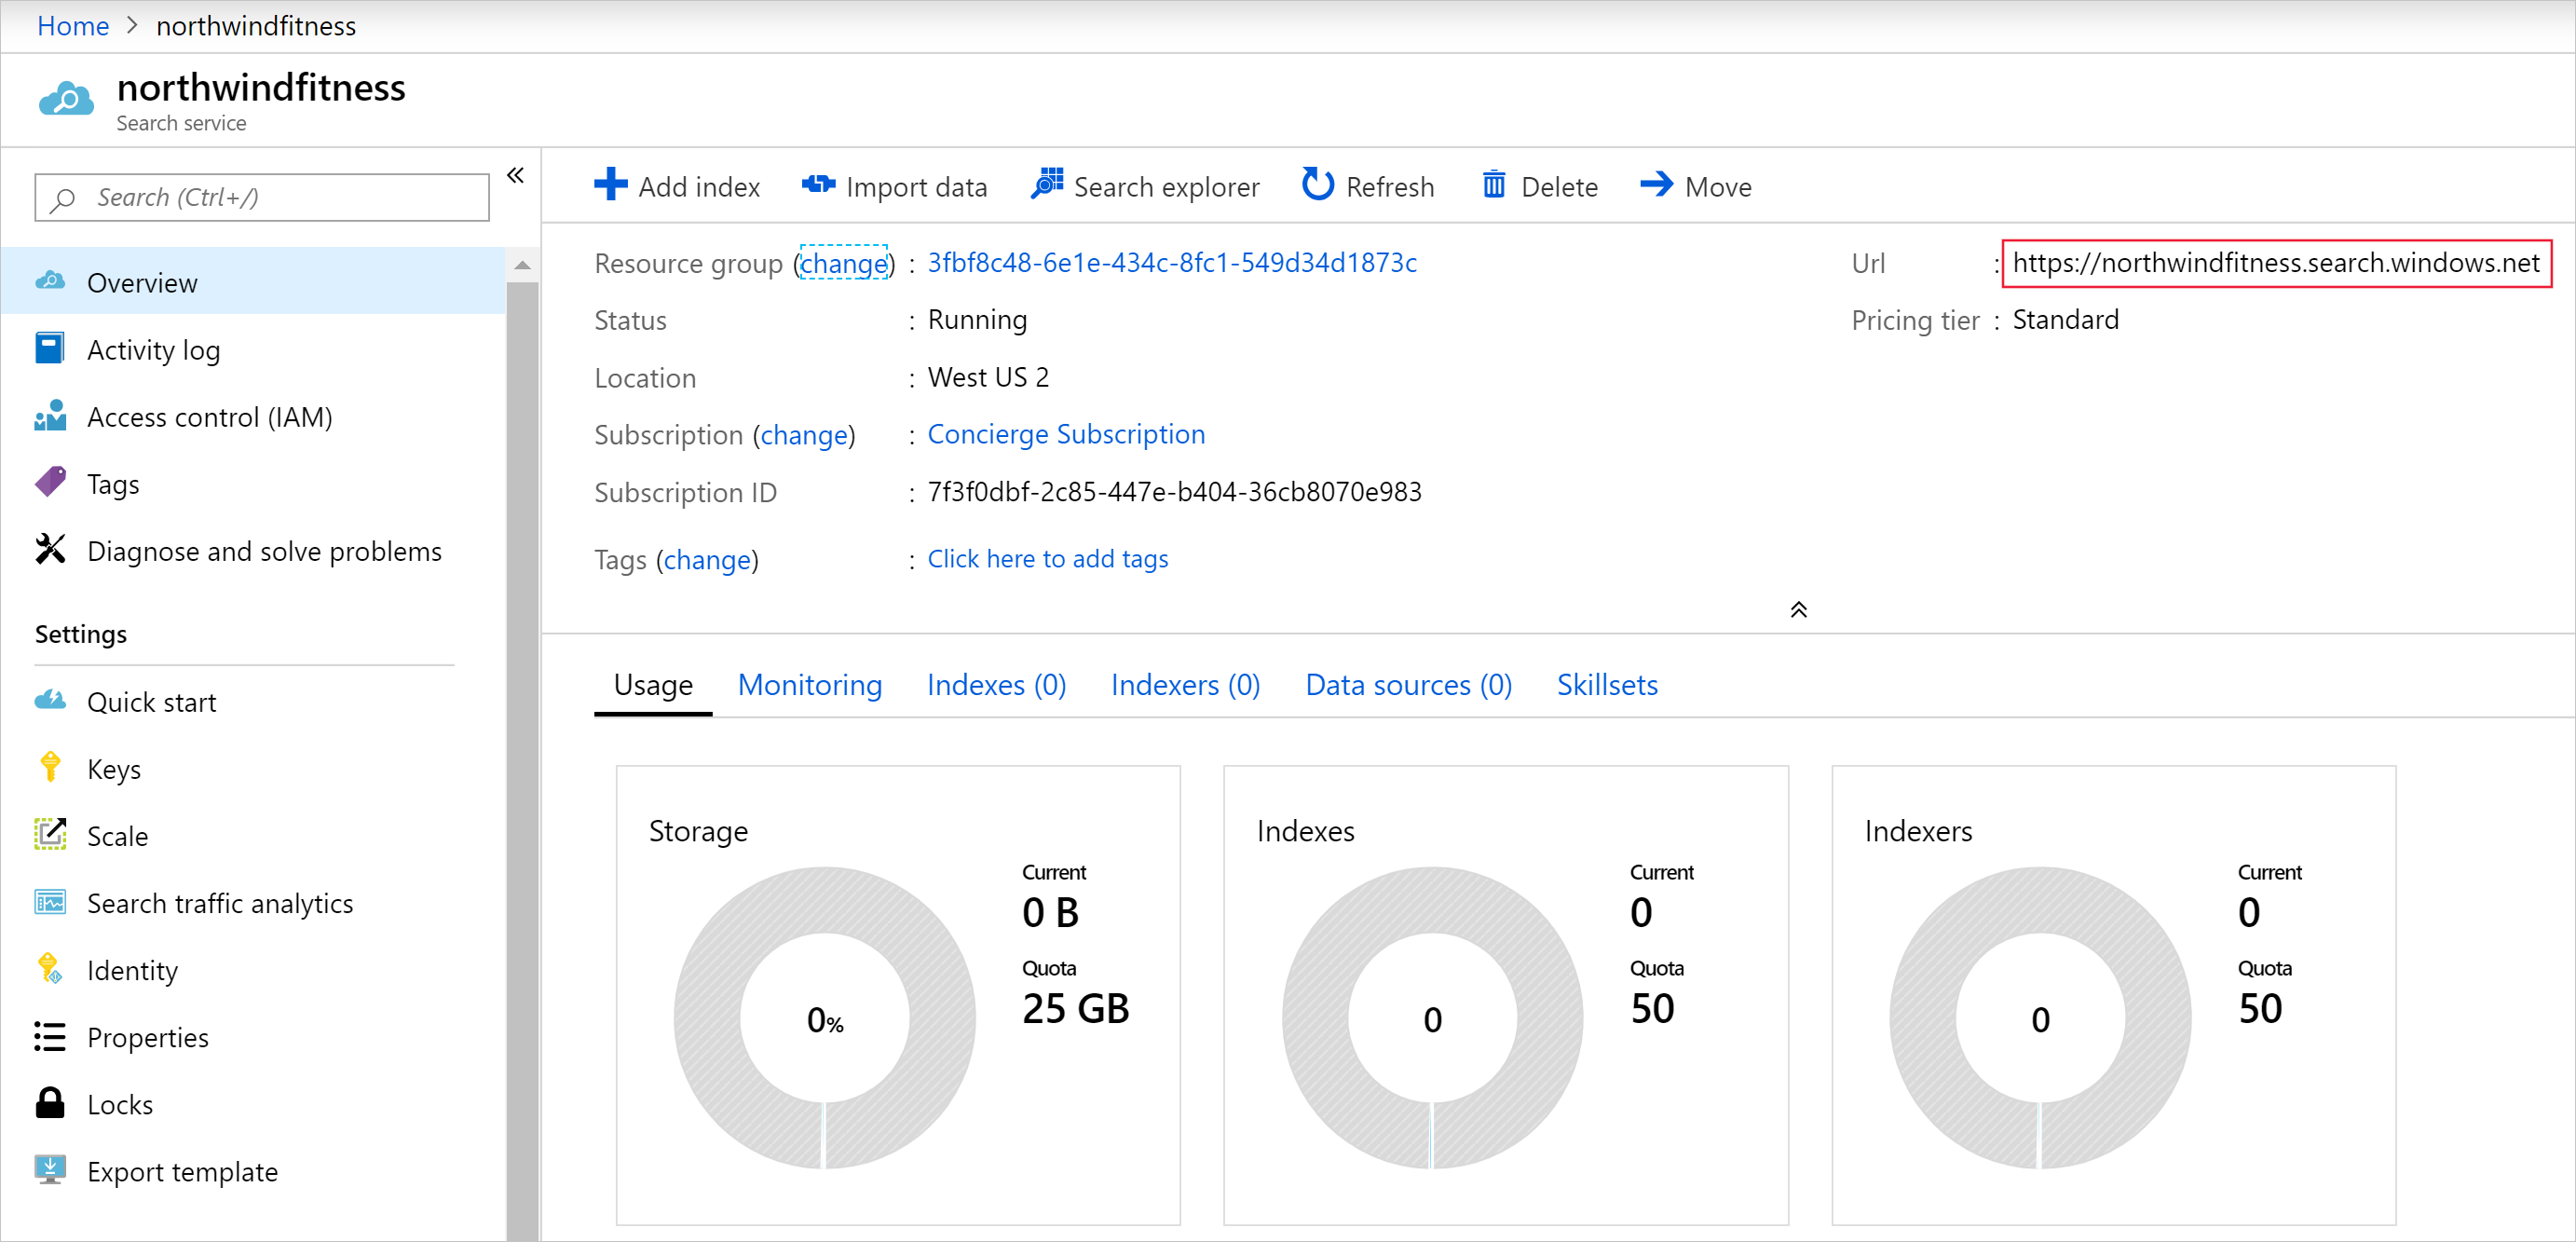 Home > northwindfitness
northwindfitness
Search service
Search (Ctrl+/)
Overview
Activity log
Access control (IAM)
Tags
Diagnose and solve problems
Settings
Quick start
Keys
Scale
Search traffic analytics
Identity
Properties
Locks
Export template
Add index Import data Search explorer Refresh Delete Move
Resource group (change) : 3fbf8c48-6e1e-434c-8fc1-549d34d1873c
Status : Running
Location : West US 2
Subscription (change) : Concierge Subscription
Subscription ID : 7f3f0dbf-2c85-447e-b404-36cb8070e983
Tags (change) : Click here to add tags
Url : https://northwindfitness.search.windows.net
Pricing tier : Standard
Usage Monitoring Indexes (0) Indexers (0) Data sources (0) Skillsets
Storage
Current
0 B
Quota
25 GB
0%
Indexes
Current
0
Quota
50
0
Indexers
Current
0
Quota
50
0